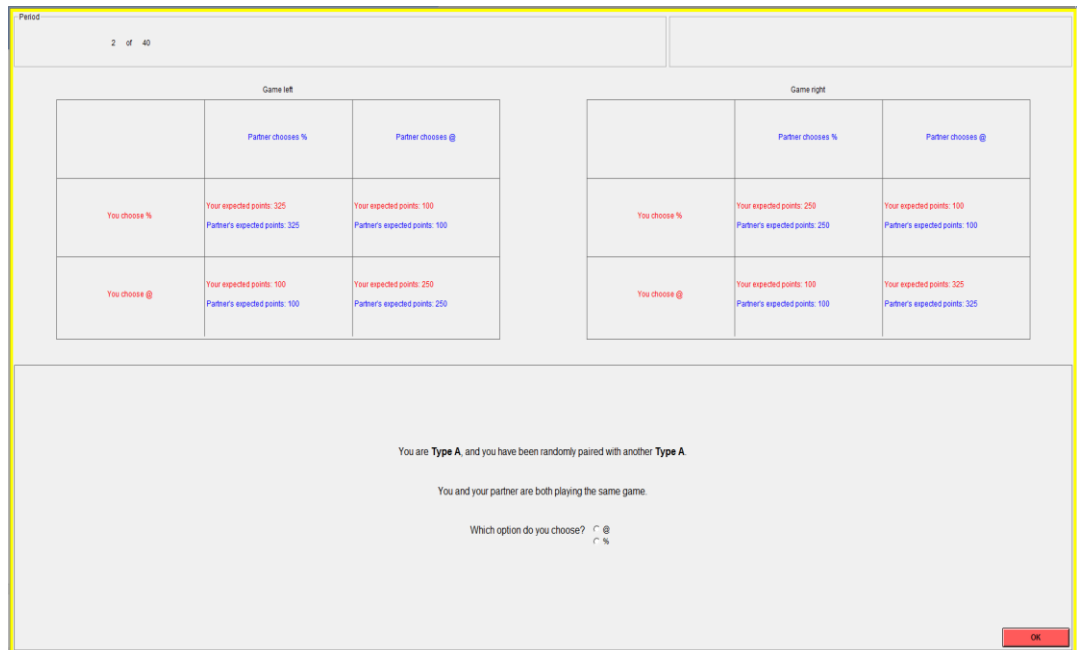 Period
2 of 40
Game left
Partner chooses %
Partner chooses @
You choose %
Your expected points: 325
Partner's expected points: 325
Your expected points: 100
Partner's expected points: 100
You choose @
Your expected points: 100
Partner's expected points: 100
Your expected points: 250
Partner's expected points: 250
Game right
Partner chooses %
Partner chooses @
You choose %
Your expected points: 250
Partner's expected points: 250
Your expected points: 100
Partner's expected points: 100
You choose @
Your expected points: 100
Partner's expected points: 100
Your expected points: 325
Partner's expected points: 325
You are Type A, and you have been randomly paired with another Type A.
You and your partner are both playing the same game.
Which option do you choose? @
%
OK